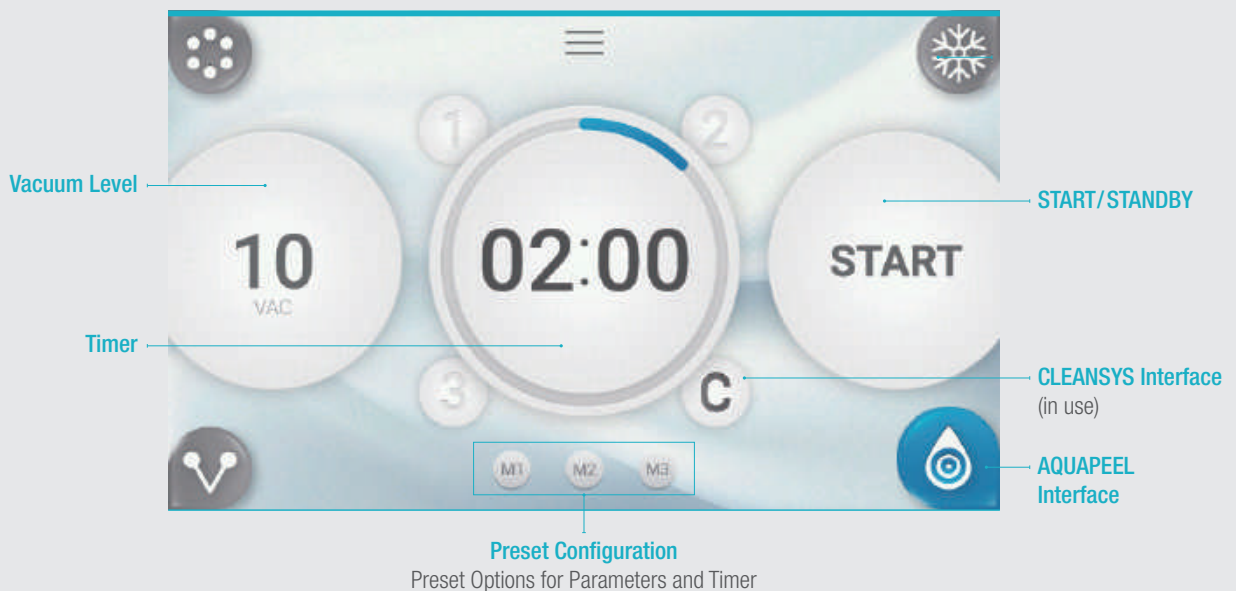 1
2
Vacuum Level
START/STANDBY
10
VAC
02:00
START
Timer
3
C
CLEANSYS Interface
(in use)
M1 M2 M3
AQUAPEEL
Interface
Preset Configuration
Preset Options for Parameters and Timer